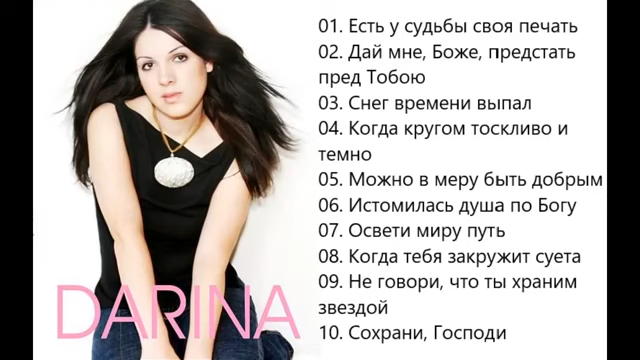 01. Есть у судьбы своя печать
02. Дай мне, Боже, предстать
пред Тобою
03. Снег времени выпал
04. Когда кругом тоскливо и
темно
05. Можно в меру быть добрым
06. Истомилась душа по Богу
07. Освети миру путь
08. Когда тебя закружит суета
09. Не говори, что ты храним
звездой
10. Сохрани, Господи
DARINA